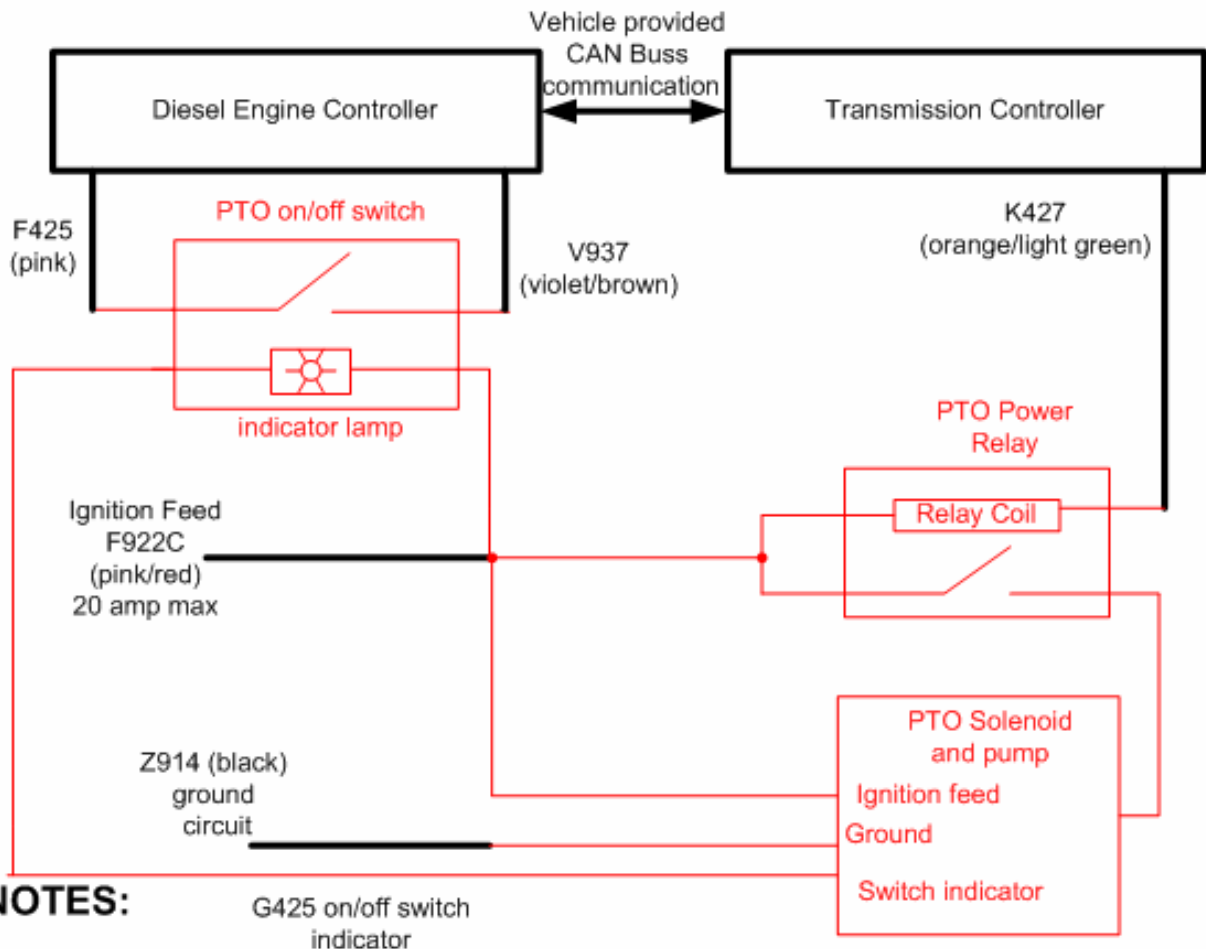 Vehicle provided
CAN Buss
communication
Diesel Engine Controller
Transmission Controller
F425
(pink)
PTO on/off switch
V937
(violet/brown)
K427
(orange/light green)
indicator lamp
PTO Power
Relay
Relay Coil
Ignition Feed
F922C
(pink/red)
20 amp max
PTO Solenoid
and pump
Ignition feed
Ground
Switch indicator
Z914 (black)
ground
circuit
NOTES:
G425 on/off switch
indicator